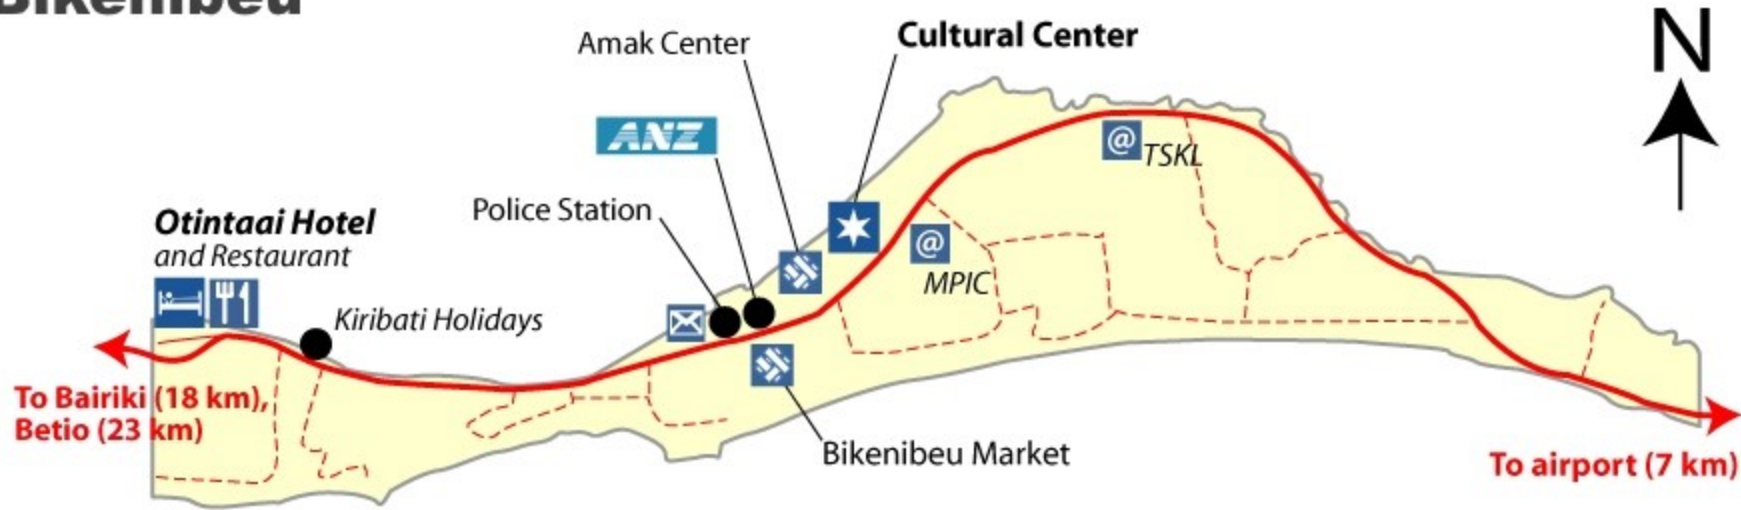 Bikenibeu
Amak Center
Cultural Center
N
ANZ
@
TSKL
Police Station
Otintaai Hotel
and Restaurant
@
MPIC
Kiribati Holidays
To Bairiki (18 km),
Betio (23 km)
Bikenibeu Market
To airport (7 km)